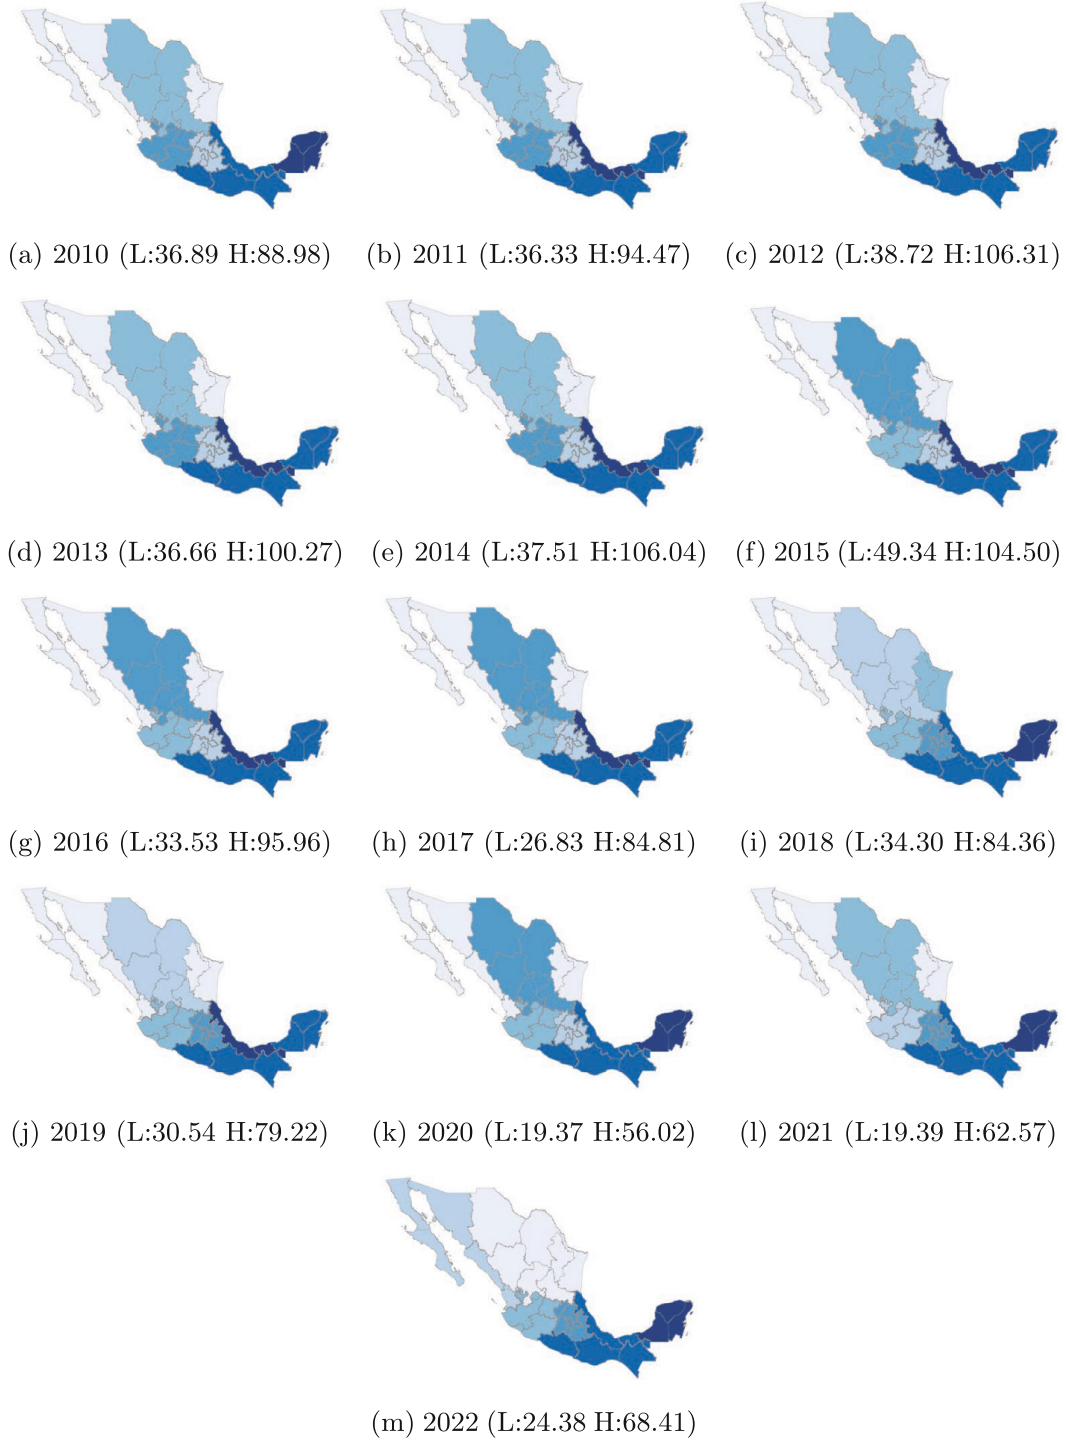 (a) 2010 (L:36.89 H:88.98)
(b) 2011 (L:36.33 H:94.47)
(c) 2012 (L:38.72 H:106.31)
(d) 2013 (L:36.66 H:100.27)
(e) 2014 (L:37.51 H:106.04)
(f) 2015 (L:49.34 H:104.50)
(g) 2016 (L:33.53 H:95.96)
(h) 2017 (L:26.83 H:84.81)
(i) 2018 (L:34.30 H:84.36)
(j) 2019 (L:30.54 H:79.22)
(k) 2020 (L:19.37 H:56.02)
(l) 2021 (L:19.39 H:62.57)
(m) 2022 (L:24.38 H:68.41)